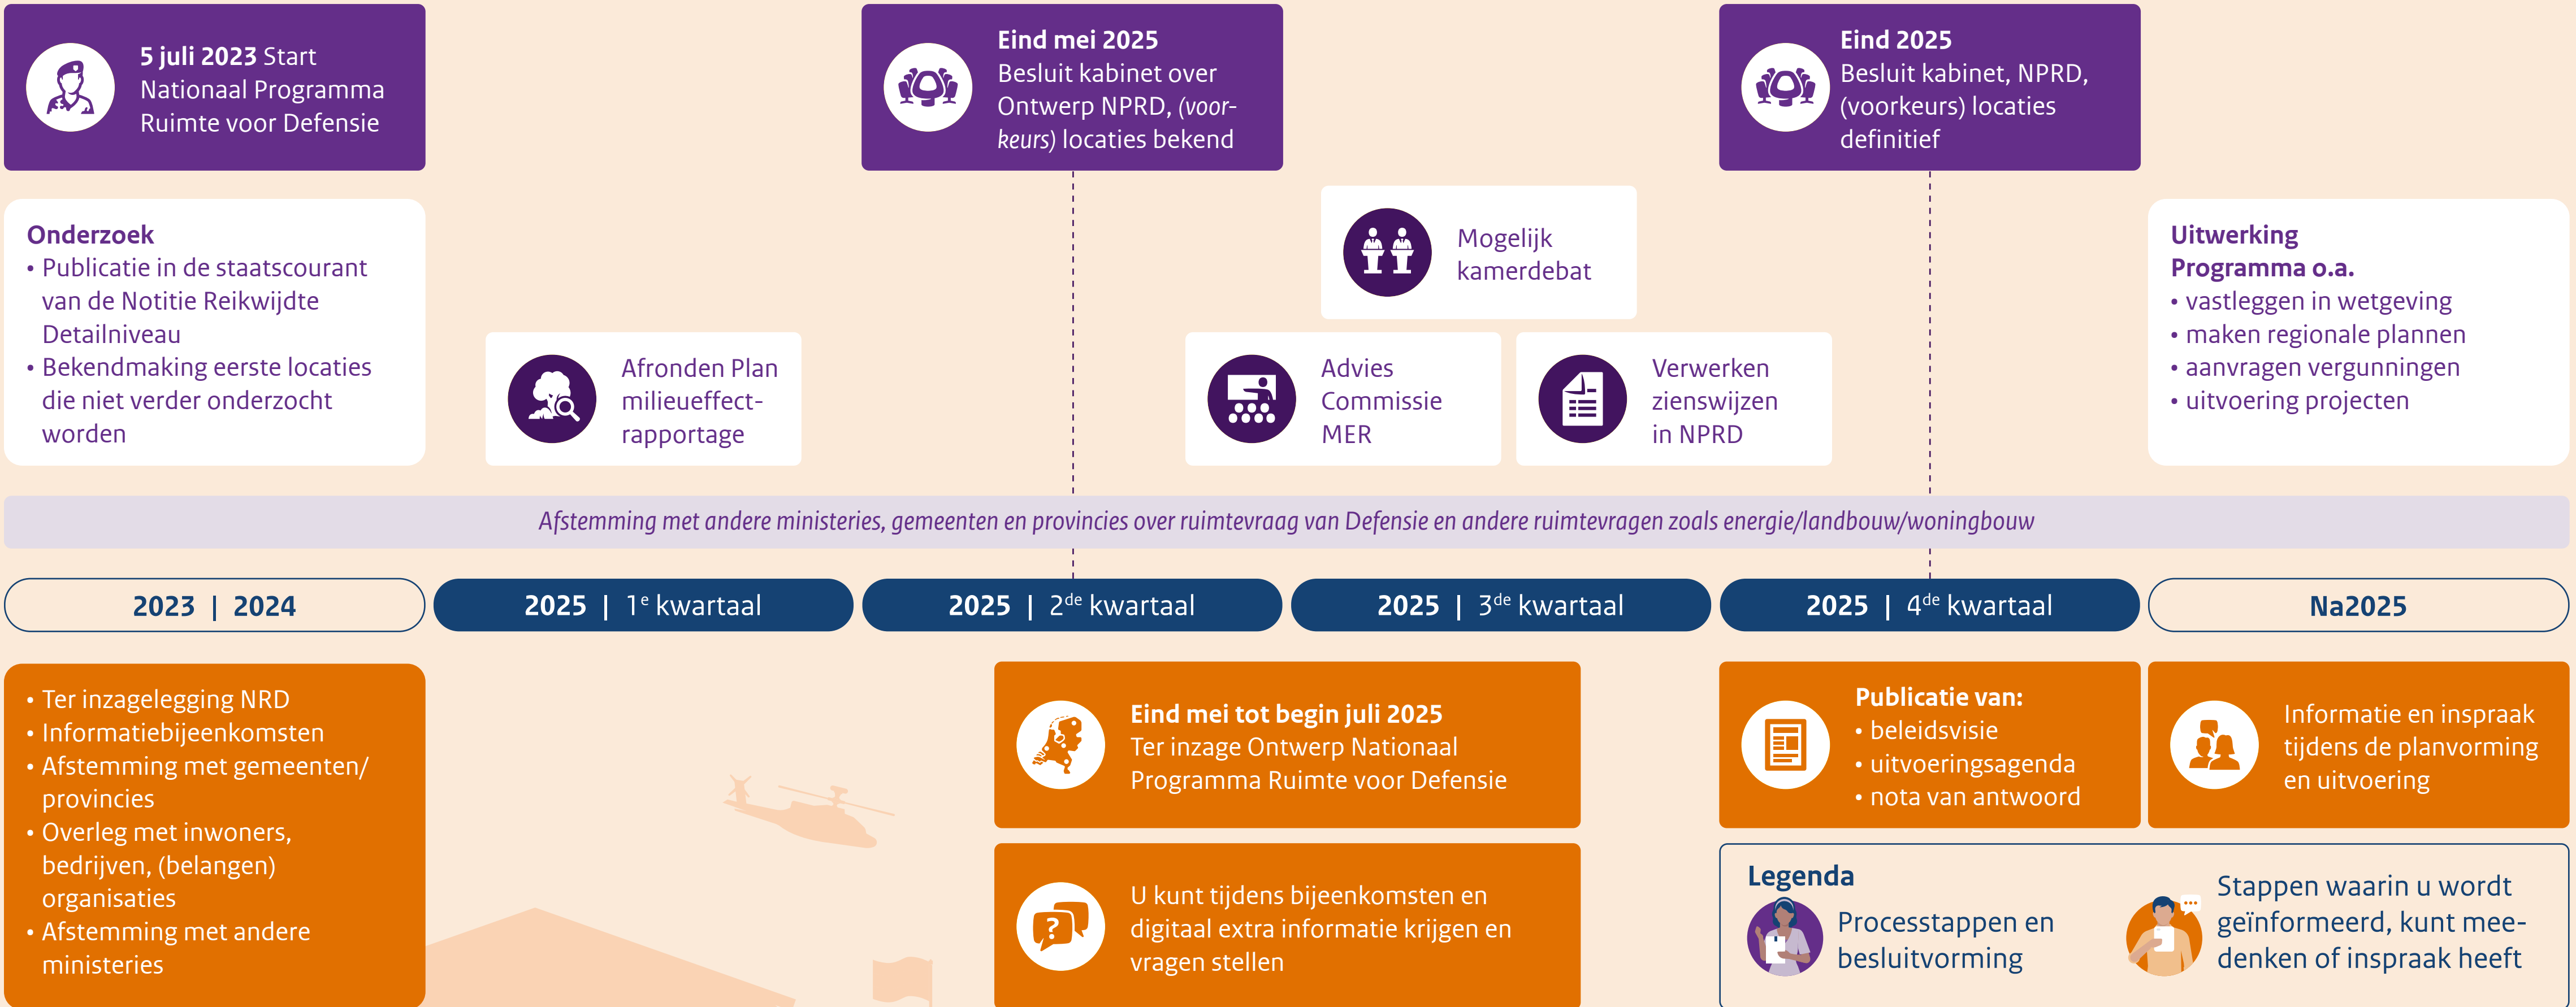 5 juli 2023 Start
Nationaal Programma
Ruimte voor Defensie
Eind mei 2025
Besluit kabinet over
Ontwerp NPRD, (voor-
keurs) locaties bekend
Eind 2025
Besluit kabinet, NPRD,
(voorkeurs) locaties
definitief
Onderzoek
• Publicatie in de staatscourant
van de Notitie Reikwijdte
Detailniveau
• Bekendmaking eerste locaties
die niet verder onderzocht
worden
Afronden Plan
milieueffect-
rapportage
Mogelijk
kamerdebat
Advies
Commissie
MER
Verwerken
zienswijzen
in NPRD
Uitwerking
Programma o.a.
• vastleggen in wetgeving
• maken regionale plannen
• aanvragen vergunningen
• uitvoering projecten
Afstemming met andere ministeries, gemeenten en provincies over ruimtevraag van Defensie en andere ruimtevragen zoals energie/landbouw/woningbouw
2023 | 2024
2025 | 1e kwartaal
2025 | 2de kwartaal
2025 | 3de kwartaal
2025 | 4de kwartaal
Na2025
• Ter inzagelegging NRD
• Informatiebijeenkomsten
• Afstemming met gemeenten/
provincies
• Overleg met inwoners,
bedrijven, (belangen)
organisaties
• Afstemming met andere
ministeries
Eind mei tot begin juli 2025
Ter inzage Ontwerp Nationaal
Programma Ruimte voor Defensie
?
U kunt tijdens bijeenkomsten en
digitaal extra informatie krijgen en
vragen stellen
Publicatie van:
• beleidsvisie
• uitvoeringsagenda
• nota van antwoord
Informatie en inspraak
tijdens de planvorming
en uitvoering
Legenda
Processtappen en
besluitvorming
Stappen waarin u wordt
geïnformeerd, kunt mee-
denken of inspraak heeft